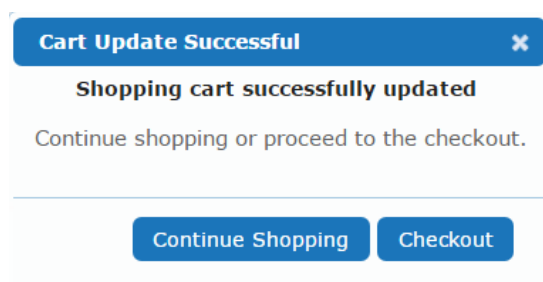 Cart Update Successful
Shopping cart successfully updated
Continue shopping or proceed to the checkout.
Continue Shopping Checkout